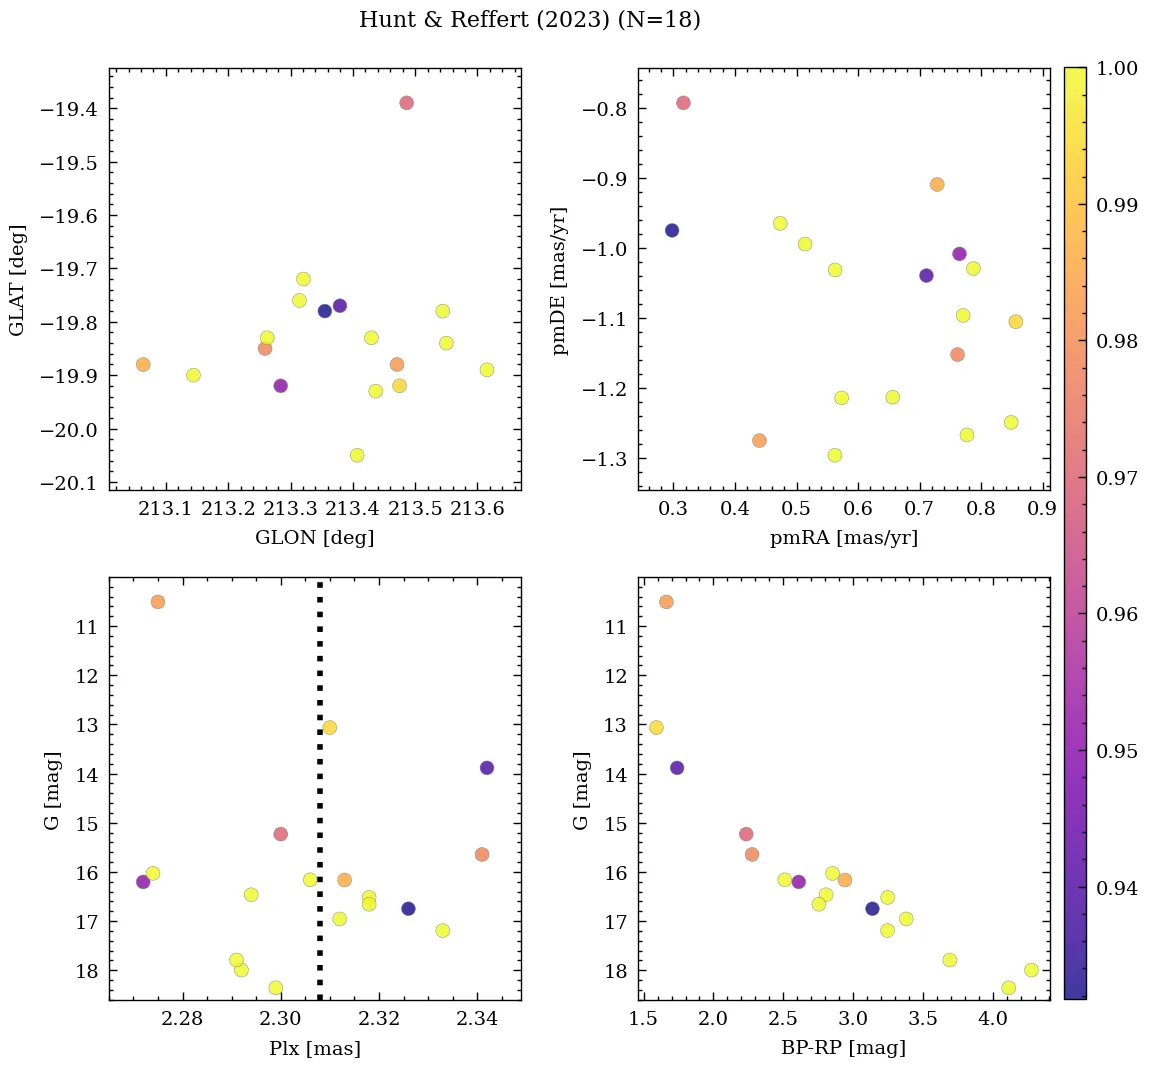 Hunt & Reffert (2023) (N=18)
−19.4
−19.5
−19.6
−19.7
−19.8
−19.9
−20.0
−20.1
GLAT [deg]
213.1 213.2 213.3 213.4 213.5 213.6
GLON [deg]
−0.8
−0.9
−1.0
−1.1
−1.2
−1.3
pmDE [mas/yr]
0.3 0.4 0.5 0.6 0.7 0.8 0.9
pmRA [mas/yr]
1.00
0.99
0.98
0.97
0.96
0.95
0.94
11
12
13
14
15
16
17
18
G [mag]
2.28 2.30 2.32 2.34
Plx [mas]
11
12
13
14
15
16
17
18
G [mag]
1.5 2.0 2.5 3.0 3.5 4.0
BP-RP [mag]